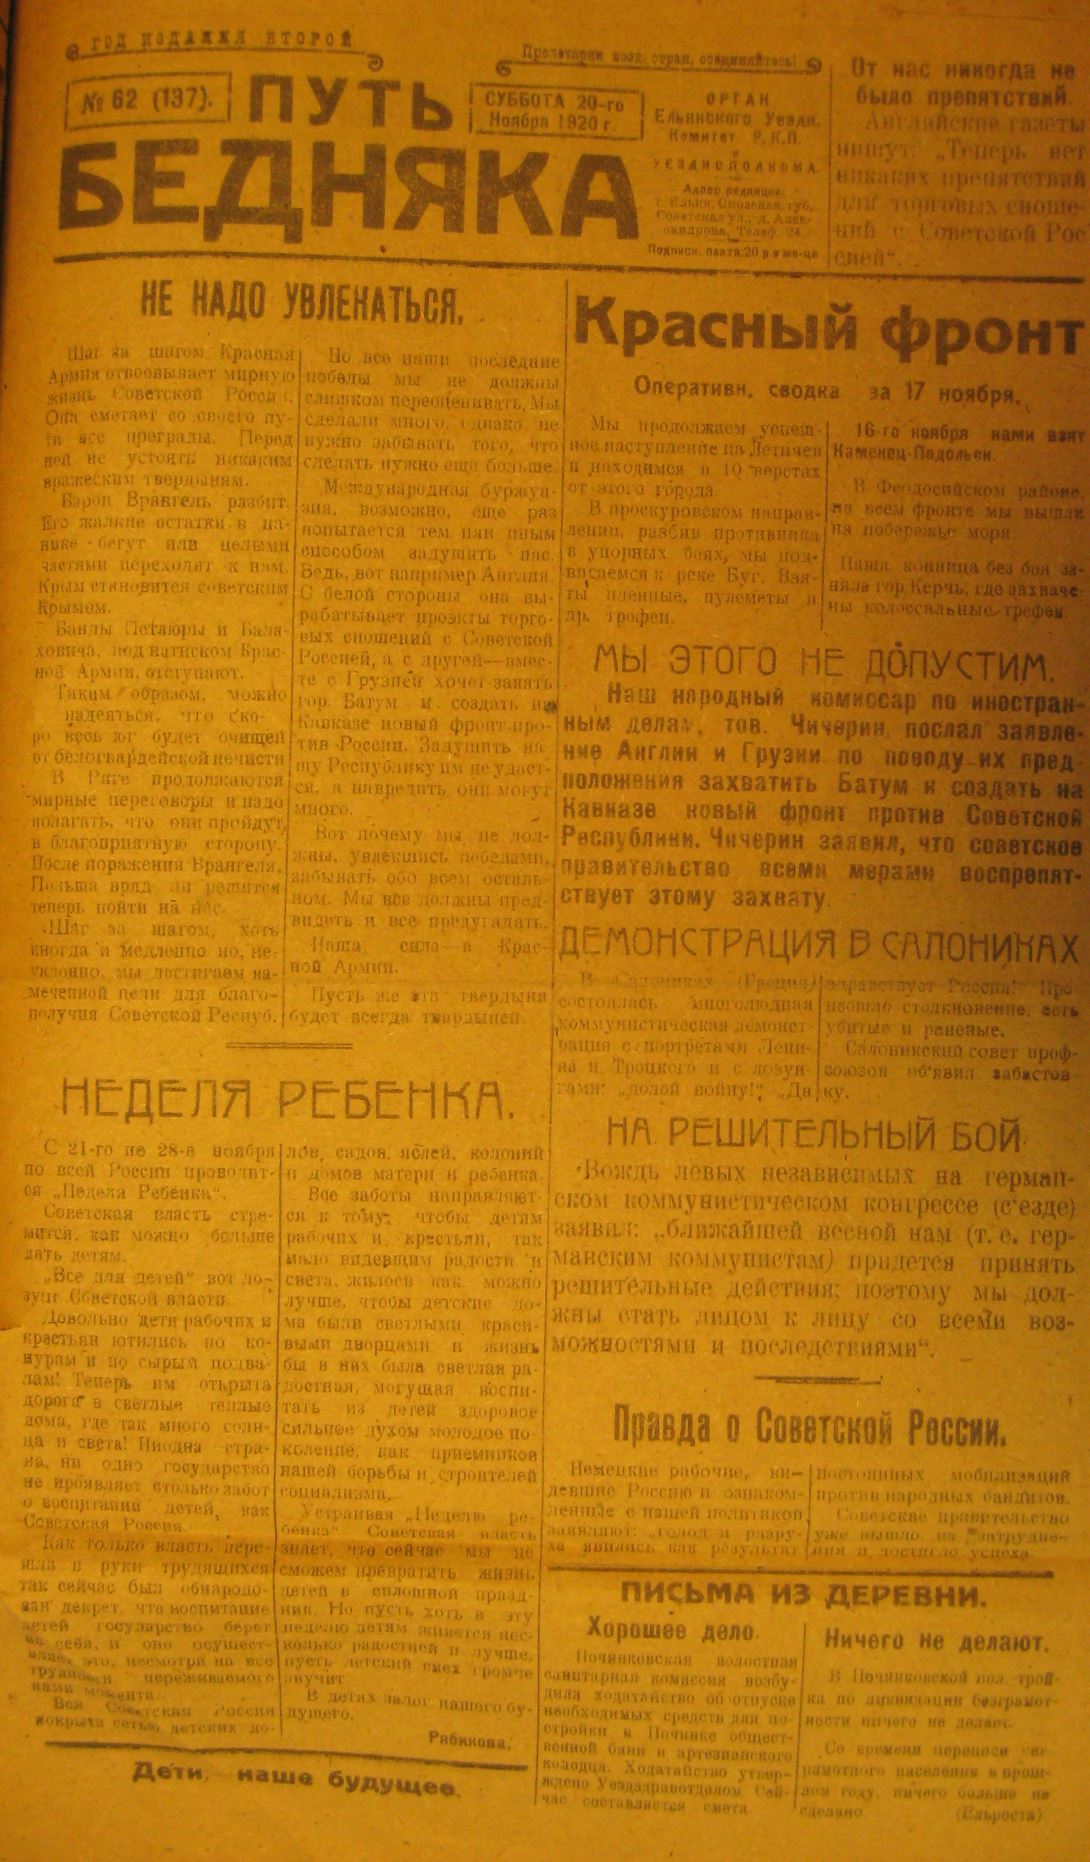 ГОД ИЗДАНИЯ ВТОРОЙ
Пролетарии всех стран, соединяйтесь!
№ 62 (137).
ПУТЬ
БЕДНЯКА
СУББОТА 20-го
Ноября 1920 г.
ОРГАН
Ельнинского Уездн.
Комитет Р.К.П.
и
УЕЗДИСПОЛКОМА.
Адрес редакции:
г. Ельня, Смоленск. губ.
Советская ул., д. Алек-
сандрова, Телеф. 24.
Подписн. плата: 20 р. в ме-ц
От нас никогда не
было препятствий.
Английские газеты
пишут: „Теперь нет
никаких препятствий
для торговых сноше-
ний с Советской Рос
сией“.
НЕ НАДО УВЛЕКАТЬСЯ.
Шаг за шагом Красная
Армия отвоовывает мирную
жизнь Советской России.
Она сметает со своего пу-
ти все преграды. Перед
ней не устоять никаким
вражеским твердыням.
Барон Врангель разбит.
Его жалкие остатки в па-
нике бегут или целыми
частями переходят к нам.
Крым становится советским
Крымом.
Банды Петлюры и Бала-
ховича, под натиском Крас-
ной Армии, отступают.
Таким образом, можно
надеяться, что ско-
ро весь юг будет очищен
от белогвардейской нечисти
В Риге продолжаются
мирные переговоры и надо
полагать, что они пройдут,
в благоприятную сторону.
После поражения Врангеля,
Польша вряд ли решится
теперь пойти на нас.
Шаг за шагом, хоть
иногда и медленно но, не-
уклонно, мы достигаем на-
меченной цели для благо-
получия Советской Респуб.
Но все наши последние
победы мы не должны
слишком переоценивать. Мы
сделали много, однако не
нужно забывать того, что
сделать нужно еще больше.
Международная буржуа-
зия, возможно, еще раз
попытается тем или иным
способом задушить нас.
Ведь, вот например Англия.
С белой стороны она вы-
рабатывает проэкты торго-
вых сношений с Советской
Россией, а с другой—вмес-
те с Грузией хочет занять
гор. Батум и создать на
Кавказе новый фронт про-
тив России. Задушить на-
шу Республику им не удаст-
ся, а навредить они могут
много.
Вот почему мы не дол-
жны, увлекшись победами,
забывать обо всем осталь-
ном. Мы все должны пред-
видеть и все предугадать.
Наша сила в Крас-
ной Армии.
Пусть же эта твердыня
будет всегда твердыней.
НЕДЕЛЯ РЕБЕНКА.
С 21-го по 28-е ноября
по всей России проводит-
ся „Неделя Ребенка“.
Советская власть стре-
мится, как можно больше
дать детям.
„Все для детей“ вот ло-
зунг Советской власти.
Довольно дети рабочих и
крестьян ютились по ко-
нурам и по сырый подва-
лам! Теперь им открыта
дорога в светлые теплые
дома, где так много солн-
ца и света! Ниодна стра-
на, ни одно государство
не проявляет столько забот
о воспитании детей, как
Советская Россия.
Как только власть пере-
шла в руки трудящихся
так сейчас был обнародо-
ван декрет, что воспитание
детей государство берет
на себя, и оно осущест-
вляет это, несмотря на все
трудности переживаемого
нами момента.
Вся Советская Россия
покрыта сетью детских до-
мов, садов, яслей, колоний
и домов матери и ребенка.
Все заботы направляют-
ся к тому, чтобы детям
рабочих и крестьян, так
мало видевшим радости и
света, жилось как можно
лучше, чтобы детские до-
ма были светлыми краси-
выми дворцами и жизнь
бы в них была светлая ра-
достная, могущая воспи-
тать из детей здоровое
сильное духом молодое по-
коление, как приемников
нашей борьбы и строителей
социализма.
Устраивая „Неделю ре-
бенка“ Советская власть
знает, что сейчас мы не
сможем превратить жизнь
детей в сплошной празд-
ник. Но пусть хоть в эту
неделю детям живется нес-
колько радостней и лучше,
пусть детский смех громче
звучит
В детях залог нашего бу-
дущего.
Рябикова.
Дети, наше будущее.
Красный фронт
Оперативн. сводка за 17 ноября.
Мы продолжаем успеш-
ное наступление на Летичев
и находимся в 10 верстах
от этого города
В проскуровском направ-
лении, разбив противника
в упорных боях, мы под-
вигаемся к реке Буг. Взя-
ты пленные, пулеметы и
др. трофеи.
16-го ноября нами взят
Каменец-Подольск.
В Феодосийском районе,
на всем фронте мы вышли
на побережье моря
Наша конница без боя за-
няла гор. Керчь, где захваче-
ны колоссальные трофеи.
МЫ ЭТОГО НЕ ДОПУСТИМ.
Наш народный комиссар по иностран-
ным делах, тов. Чичерин, послал заявле-
ние Англии и Грузии по поводу их пред-
положения захватить Батум и создать на
Кавказе новый фронт против Советской
Республики. Чичерин заявил, что советское
правительство всеми мерами воспрепят-
ствует этому захвату.
ДЕМОНСТРАЦИЯ В САЛОНИКАХ
В Салониках (Греция)
состоялась многолюдная
коммунистическая демонст-
рация с портретами Лени-
на и Троцкого и с лозун-
гами: „долой войну!“, „Да
здравствует Россия!“ Про-
изошло столкновение, есть
убитые и раненые.
Салоникский совет проф-
союзов об'явил забастов-
ку.
НА РЕШИТЕЛЬНЫЙ БОЙ
Вождь левых независимых на герман-
ском коммунистическом конгрессе (с'езде)
заявил: „ближайшей весной нам (т. е. гер-
манским коммунистам) придется принять
решительные действия; поэтому мы дол-
жны стать лицом к лицу со всеми воз-
можностями и последствиями“.
Правда о Советской России.
Немецкие рабочие, ви-
девшие Россию и ознаком-
ленные с нашей политикой
заявляют: „голод и разру-
ха явились как результат
постоянных мобилизаций
против народных бандитов.
Советское правительство
уже вышло из затрудне-
ния и достигло успеха
ПИСЬМА ИЗ ДЕРЕВНИ.
Хорошее дело.
Починковская волостная
санитарная комиссия возбу-
дила ходатайство об отпуске
необходимых средств для по-
стройки в Починке общест-
венной бани и артезианского
колодца. Ходатайство утвер-
ждено Уездздравотделом Сей-
час составляется смета
Ничего не делают.
В Починковской вол. трой-
ка по ликвидации безграмот-
ности ничего не делает.
Со времени переписи без
грамотного населения в прош-
лом году, ничего больше не
сделано. (Ельроста).